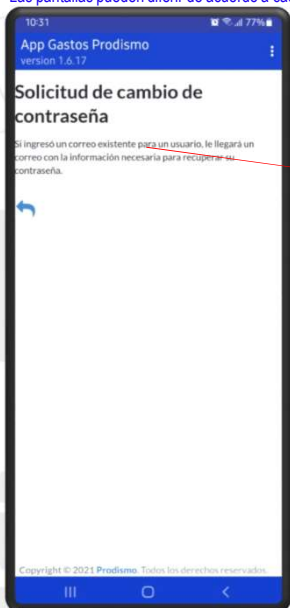 Las pantallas pueden diferir de acuerdo a
10:31 77%
App Gastos Prodismo
version 1.6.17
Solicitud de cambio de
contraseña
Si ingresó un correo existente para un usuario, le llegará un
correo con la información necesaria para recuperar su
contraseña.
Copyright © 2021 Prodismo. Todos los derechos reservados.